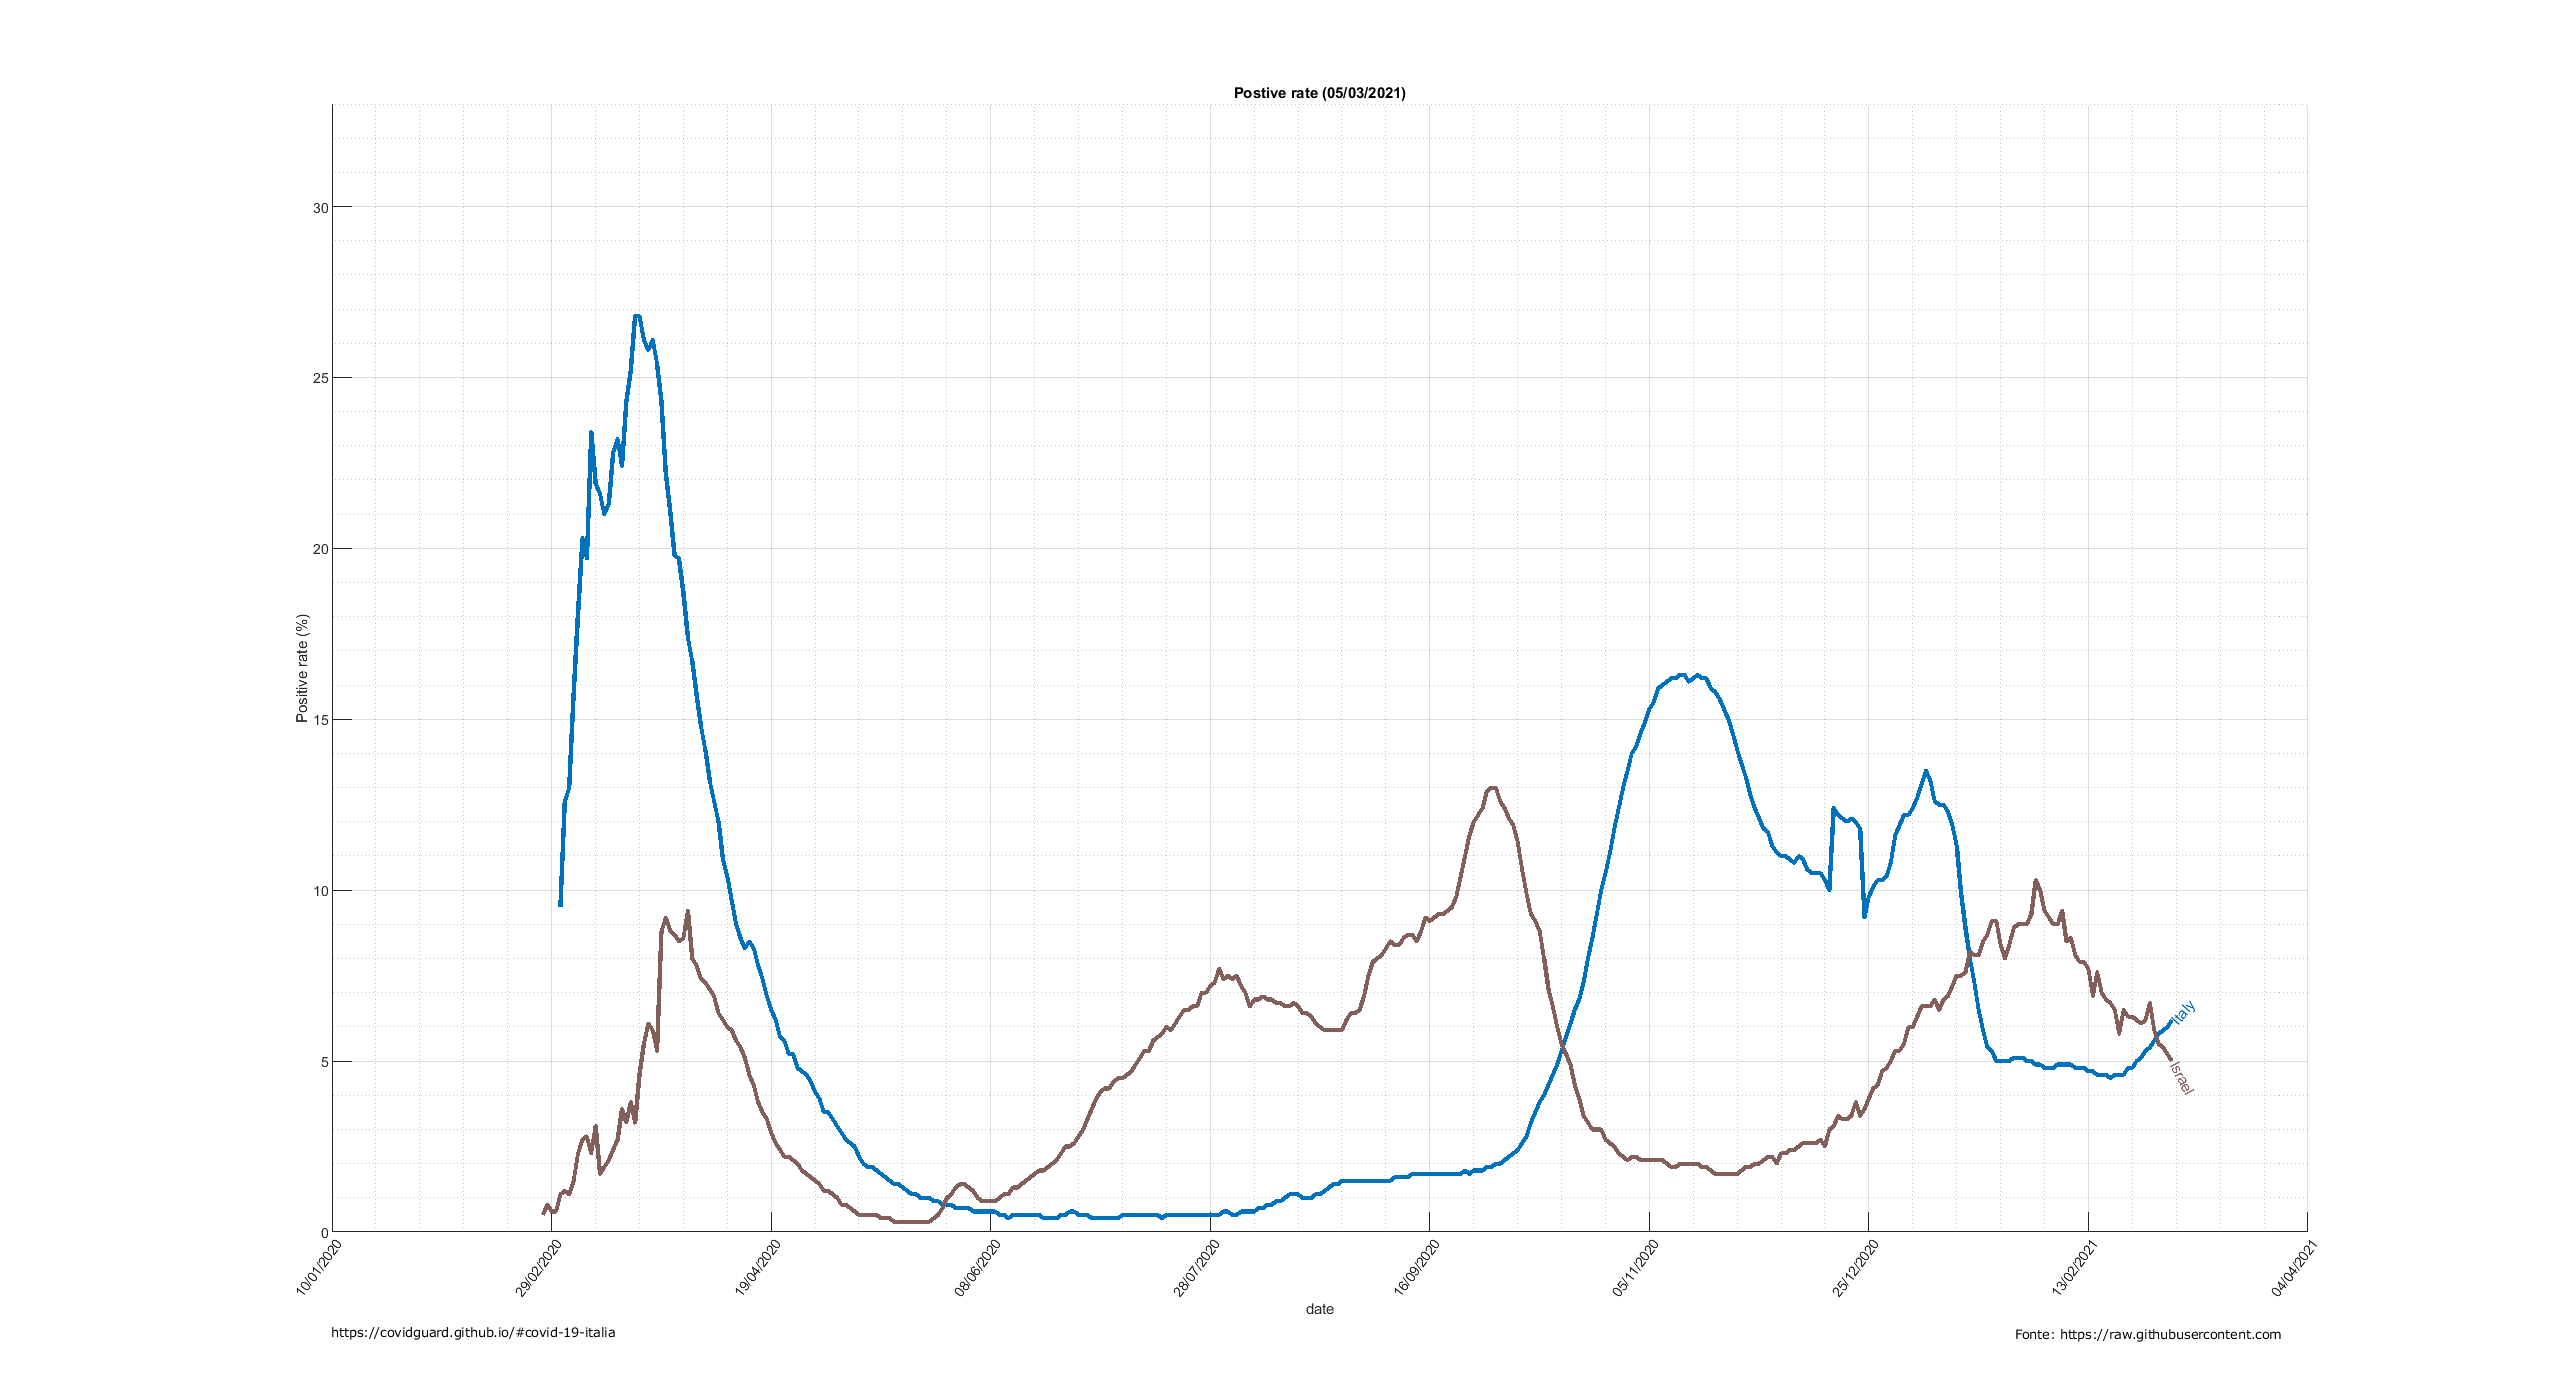 Postive rate (05/03/2021)
Positive rate (%)
30
25
20
15
10
5
0
Italy
Israel
10/01/2020
29/02/2020
19/04/2020
08/06/2020
28/07/2020
16/09/2020
05/11/2020
25/12/2020
13/02/2021
04/04/2021
date
https://covidguard.github.io/#covid-19-italia
Fonte: https://raw.githubusercontent.com